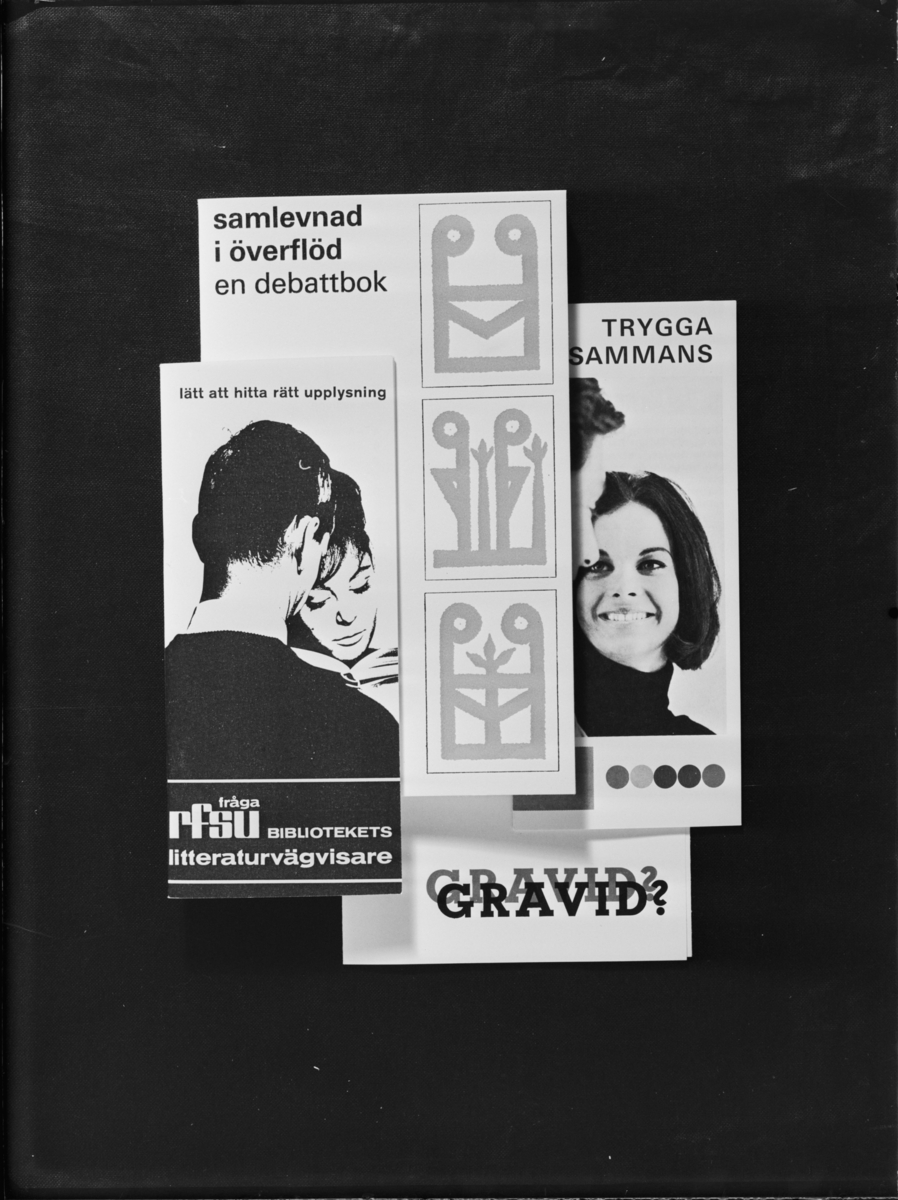 samlevnad
i överflöd
en debattbok
TRYGGA
SAMMANS
lätt att hitta rätt upplysning
fråga
rfsu BIBLIOTEKETS
litteraturvägvisare
GRAVID?
GRAVID?